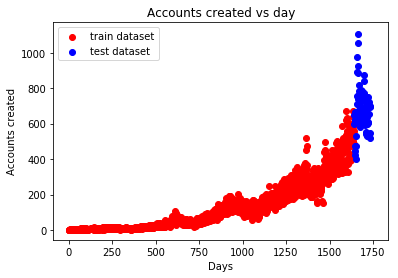 Accounts created vs day
train dataset
test dataset
Accounts created
1000
800
600
400
200
0
0 250 500 750 1000 1250 1500 1750
Days